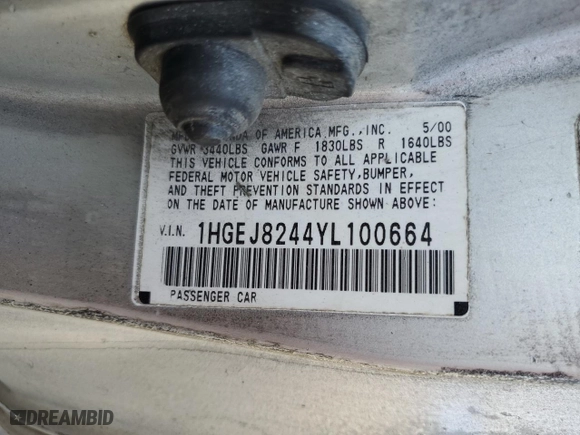 OF AMERICA MFG., INC. 5/00
GVWR 3440LBS GAWR F 1830LBS R 1640LBS
THIS VEHICLE CONFORMS TO ALL APPLICABLE
FEDERAL MOTOR VEHICLE SAFETY, BUMPER,
AND THEFT PREVENTION STANDARDS IN EFFECT
ON THE DATE OF MANUFACTURE SHOWN ABOVE:
V.I.N. 1HGEJ8244YL100664
PASSENGER CAR
DREAMBID